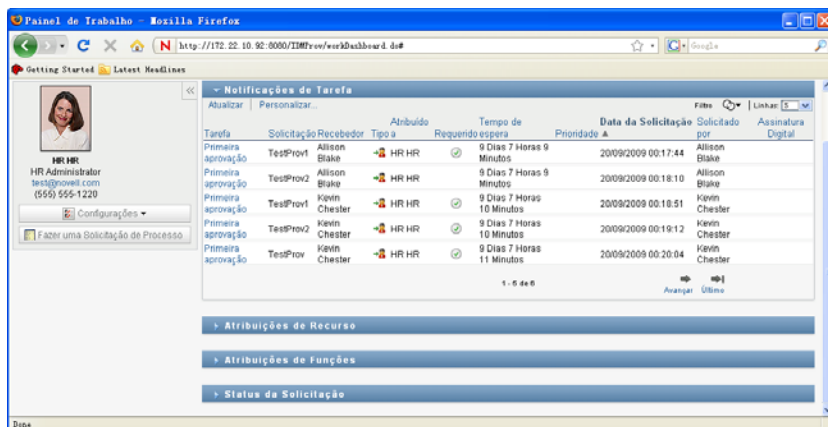 Painel de Trabalho - Mozilla Firefox
http://172.22.10.92:8080/IDMProv/workDashboard.do#
Google
Getting Started Latest Headlines
HR HR
HR Administrator
test@novell.com
(555) 555-1220
Configurações
Fazer uma Solicitação de Processo
Notificações de Tarefa
Atualizar Personalizar...
Filtro Linhas: 5
Tarefa Solicitação Recebedor Tipo Atribuído a Requerido Tempo de espera Prioridade Data da Solicitação Solicitado por Assinatura Digital
Primeira aprovação TestProv1 Allison Blake HR HR 9 Dias 7 Horas 9 Minutos 20/09/2009 00:17:44 Allison Blake
Primeira aprovação TestProv2 Allison Blake HR HR 9 Dias 7 Horas 9 Minutos 20/09/2009 00:18:10 Allison Blake
Primeira aprovação TestProv1 Kevin Chester HR HR 9 Dias 7 Horas 10 Minutos 20/09/2009 00:18:51 Kevin Chester
Primeira aprovação TestProv2 Kevin Chester HR HR 9 Dias 7 Horas 10 Minutos 20/09/2009 00:19:12 Kevin Chester
Primeira aprovação TestProv Kevin Chester HR HR 9 Dias 7 Horas 11 Minutos 20/09/2009 00:20:04 Kevin Chester
Avançar Último
Atribuições de Recurso
Atribuições de Funções
Status da Solicitação
Done